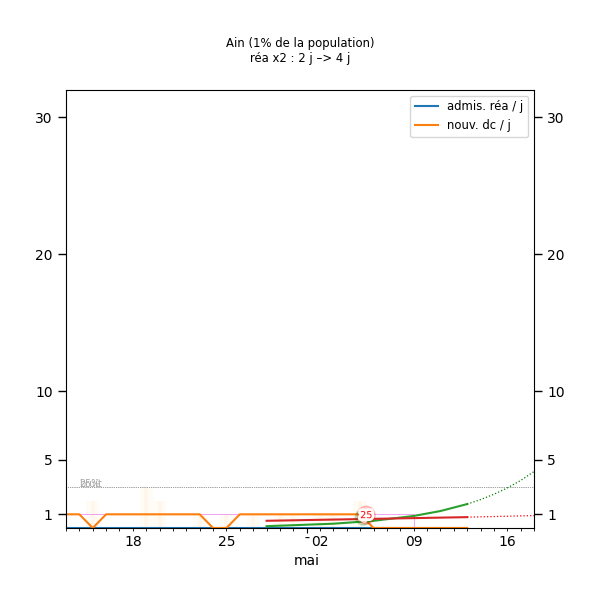 Ain (1% de la population)
réa x2 : 2 j –> 4 j
admis. réa / j
nouv. dc / j
30 30
20 20
10 10
5 5
1 1
25
18 25 02 09 16
mai